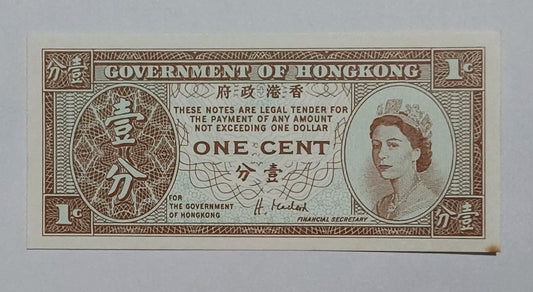 分壹 GOVERNMENT OF HONGKONG 1¢
府政港香
THESE NOTES ARE LEGAL TENDER FOR
THE PAYMENT OF ANY AMOUNT
NOT EXCEEDING ONE DOLLAR
ONE CENT
分壹
壹
分
FOR
THE GOVERNMENT
OF HONGKONG
FINANCIAL SECRETARY
1¢
分壹